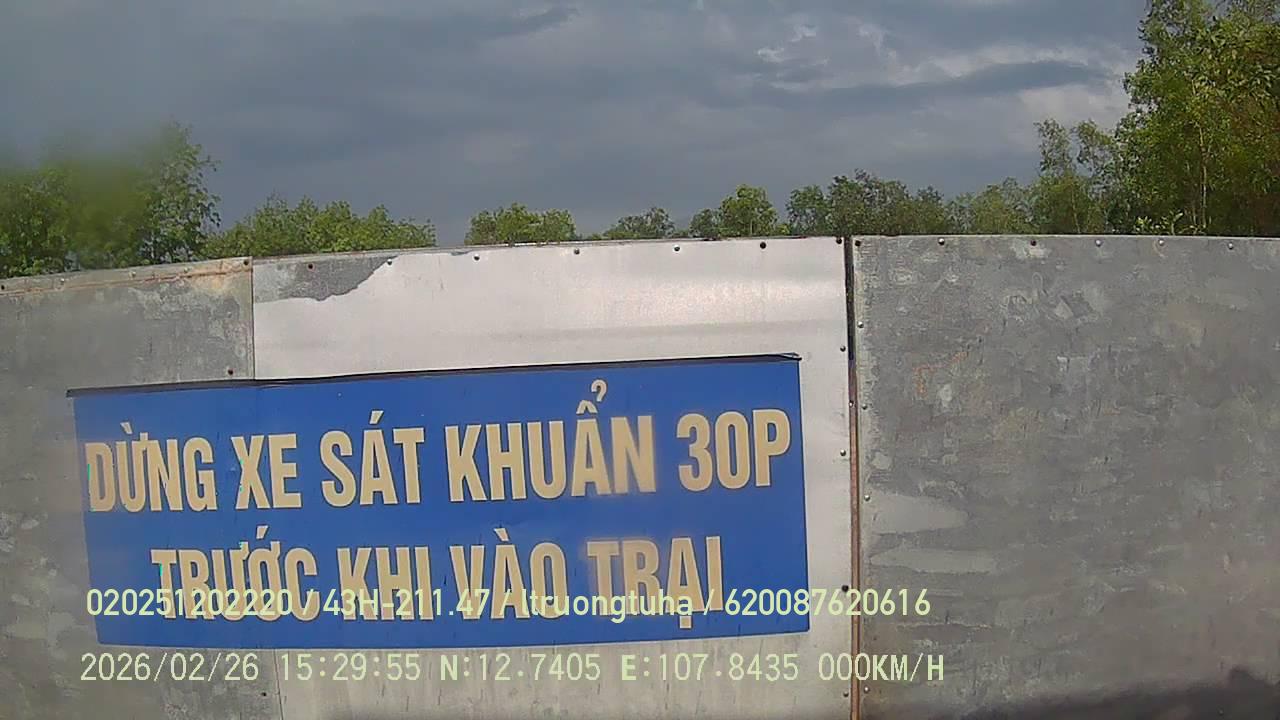 DỪNG XE SÁT KHUẨN 30P
TRƯỚC KHI VÀO TRẠI
020251202220 / 43H-211.47 / ltruongtuha / 620087620616
2026/02/26 15:29:55 N:12.7405 E:107.8435 000KM/H